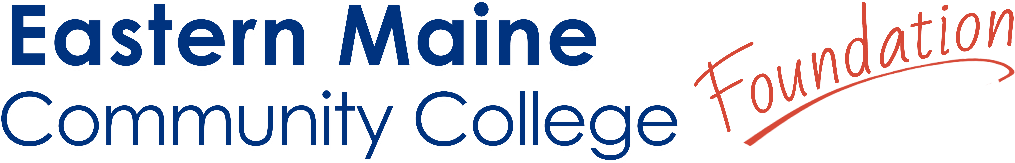 Eastern Maine
Community College
Foundation